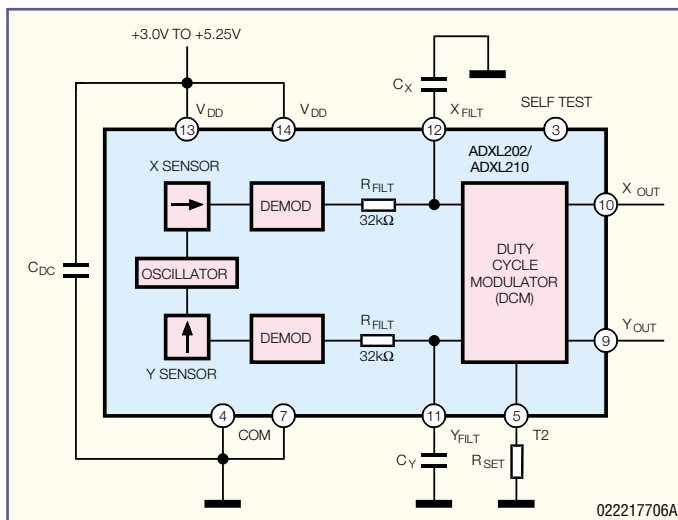 +3.0V TO +5.25V
CX
XFILT
SELF TEST
VDD
VDD
13
14
12
3
ADXL202/
ADXL210
X SENSOR
DEMOD
RFILT
32kΩ
X OUT
10
CDC
OSCILLATOR
DUTY
CYCLE
MODULATOR
(DCM)
DEMOD
RFILT
32kΩ
YOUT
9
Y SENSOR
4
7
COM
11
5
YFILT
T2
CY
RSET
022217706A